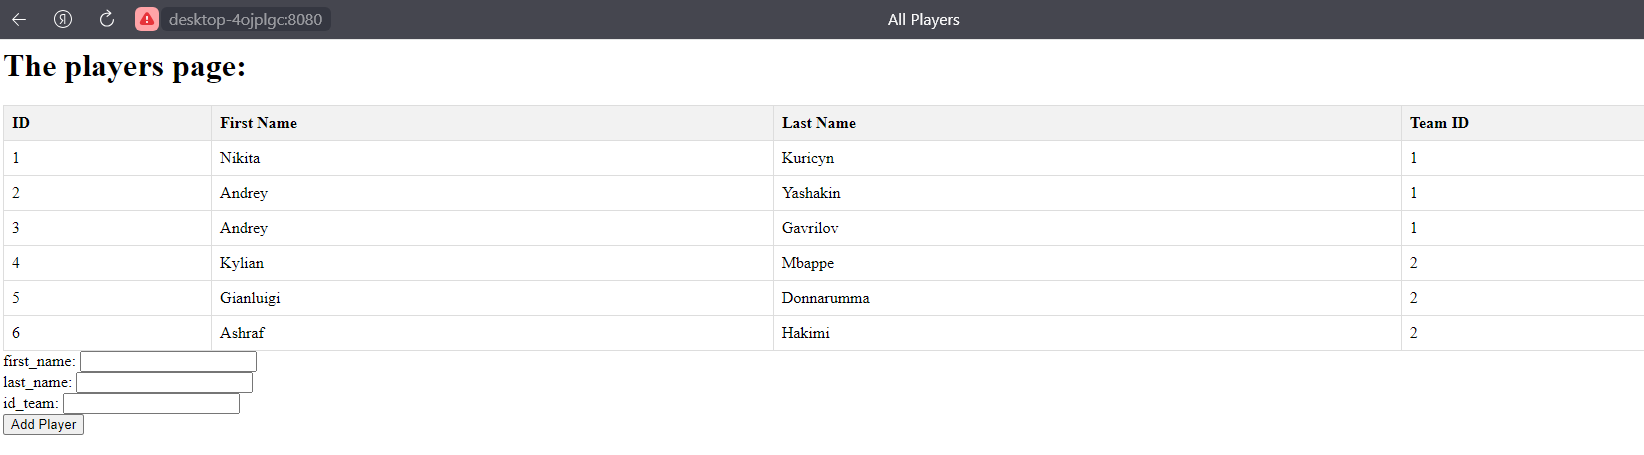 Я desktop-4ojplgc:8080 All Players
The players page:
ID First Name Last Name Team ID
1 Nikita Kuricyn 1
2 Andrey Yashakin 1
3 Andrey Gavrilov 1
4 Kylian Mbappe 2
5 Gianluigi Donnarumma 2
6 Ashraf Hakimi 2
first_name:
last_name:
id_team:
Add Player